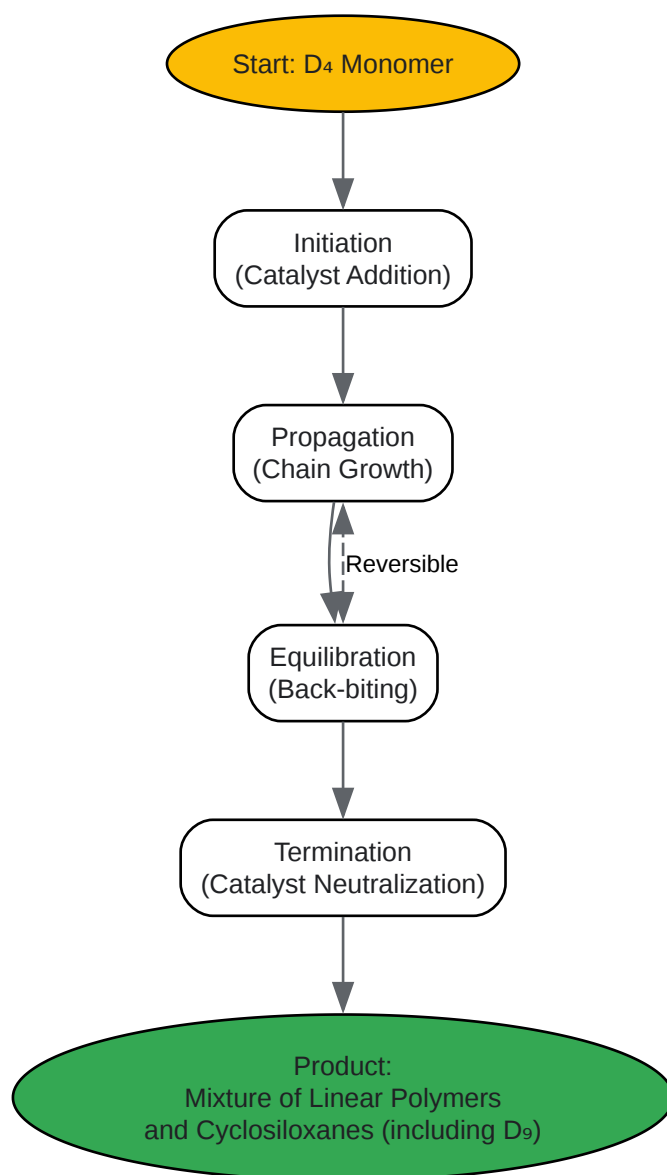 Start: D₄ Monomer
Initiation
(Catalyst Addition)
Propagation
(Chain Growth)
Reversible
Equilibration
(Back-biting)
Termination
(Catalyst Neutralization)
Product:
Mixture of Linear Polymers
and Cyclosiloxanes (including D₉)